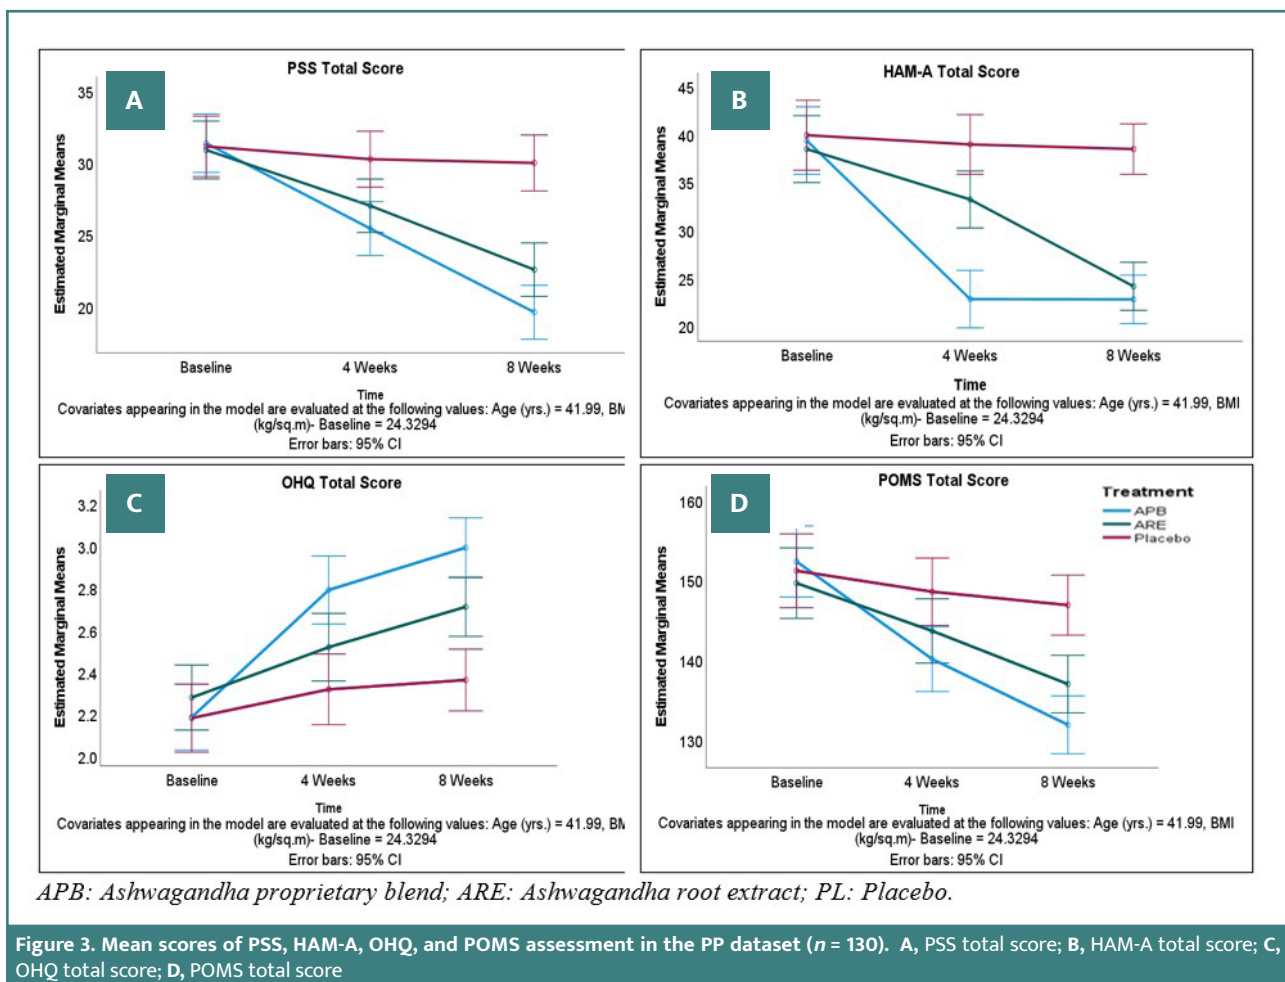 PSS Total Score
A
Estimated Marginal Means
35
30
25
20
Baseline 4 Weeks 8 Weeks
Time
Covariates appearing in the model are evaluated at the following values: Age (yrs.) = 41.99, BM
(kg/sq.m)- Baseline = 24.3294
Error bars: 95% CI
HAM-A Total Score
B
Estimated Marginal Means
45
40
35
30
25
20
Baseline 4 Weeks 8 Weeks
Time
Covariates appearing in the model are evaluated at the following values: Age (yrs.) = 41.99, BMI
(kg/sq.m)- Baseline = 24.3294
Error bars: 95% CI
OHQ Total Score
C
Estimated Marginal Means
3.2
3.0
2.8
2.6
2.4
2.2
2.0
Baseline 4 Weeks 8 Weeks
Time
Covariates appearing in the model are evaluated at the following values: Age (yrs.) = 41.99, BM
(kg/sq.m)- Baseline = 24.3294
Error bars: 95% CI
POMS Total Score
D
Estimated Marginal Means
160
150
140
130
Baseline 4 Weeks 8 Weeks
Time
Covariates appearing in the model are evaluated at the following values: Age (yrs.) = 41.99, BMI
(kg/sq.m)- Baseline = 24.3294
Error bars: 95% CI
Treatment
APB
ARE
Placebo
APB: Ashwagandha proprietary blend; ARE: Ashwagandha root extract; PL: Placebo.
Figure 3. Mean scores of PSS, HAM-A, OHQ, and POMS assessment in the PP dataset (n = 130). A, PSS total score; B, HAM-A total score; C,
OHQ total score; D, POMS total score